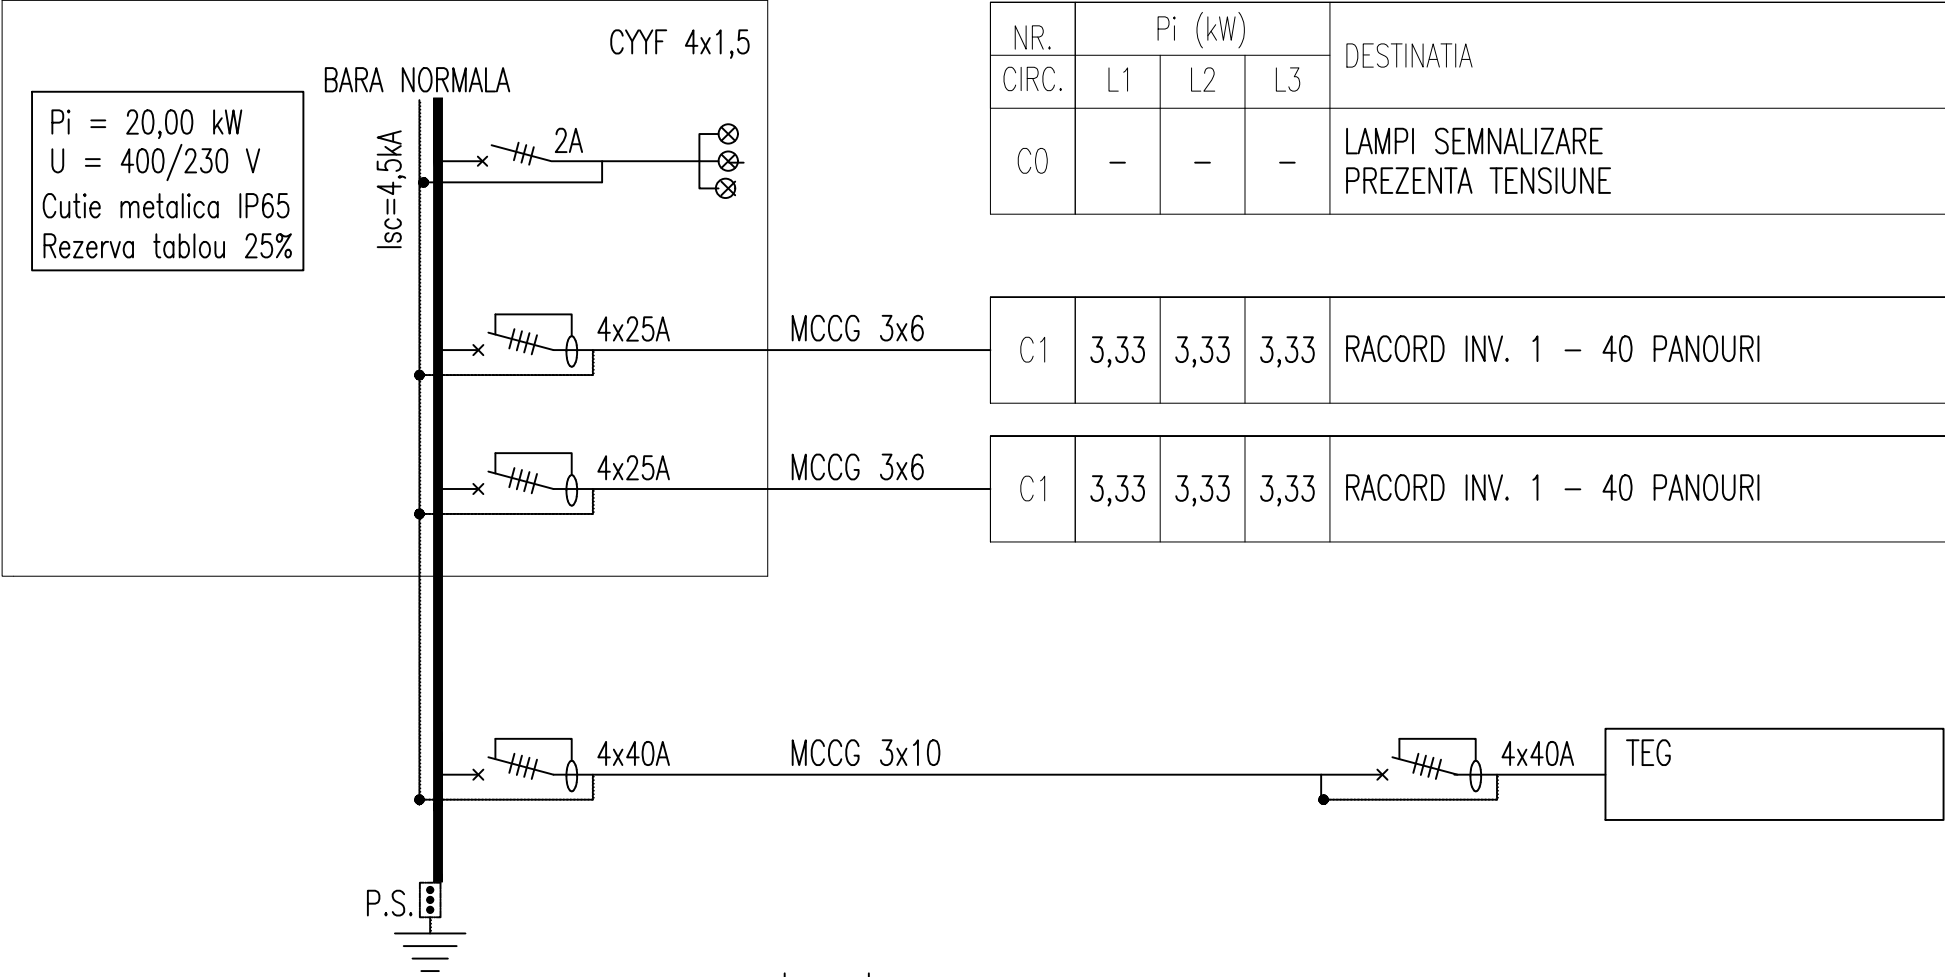 CYYF 4x1,5
BARA NORMALA
Pi = 20,00 kW
U = 400/230 V
Cutie metalica IP65
Rezerva tablou 25%
Isc=4,5kA
2A
NR. CIRC.
Pi (kW)
L1 L2 L3
DESTINATIA
C0 – – –
LAMPI SEMNALIZARE
PREZENTA TENSIUNE
4x25A MCCG 3x6
C1 3,33 3,33 3,33 RACORD INV. 1 – 40 PANOURI
4x25A MCCG 3x6
C1 3,33 3,33 3,33 RACORD INV. 1 – 40 PANOURI
4x40A MCCG 3x10 4x40A TEG
P.S.